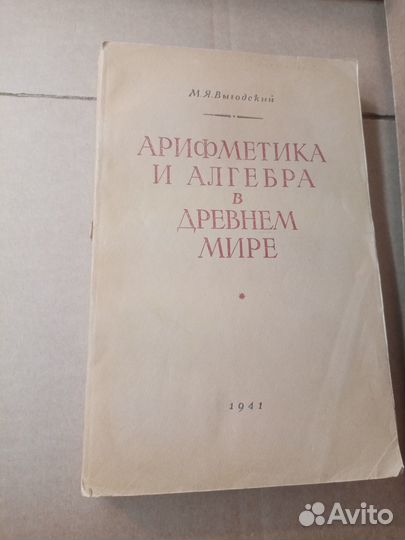 М. Я. Выгодский
АРИФМЕТИКА
И АЛГЕБРА
в
ДРЕВНЕМ
МИРЕ
1941
Avito